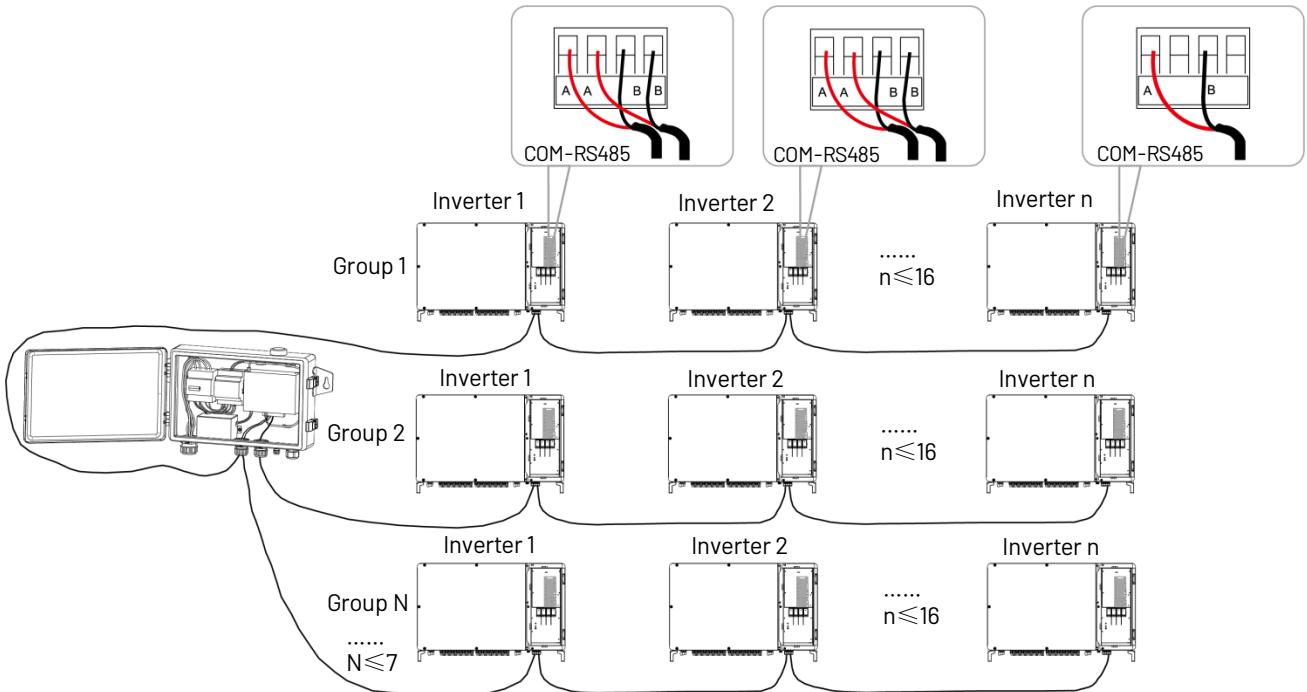 A A B B
COM-RS485
A A B B
COM-RS485
A B
COM-RS485
Inverter 1
Inverter 2
Inverter n
Group 1
......
n≤16
Inverter 1
Inverter 2
Inverter n
Group 2
......
n≤16
Inverter 1
Inverter 2
Inverter n
Group N
......
N≤7
......
n≤16